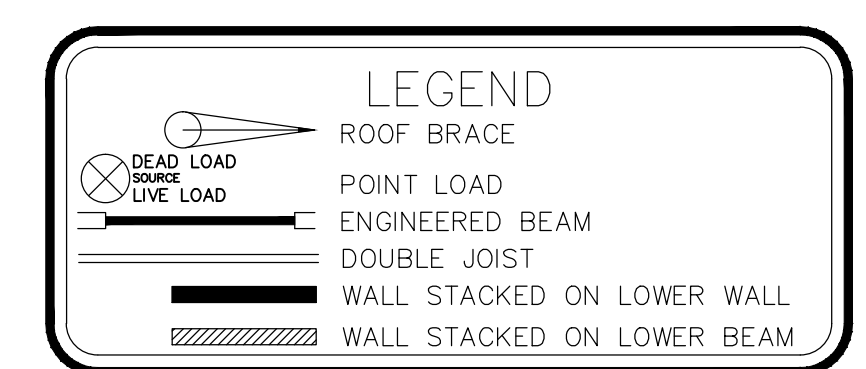 LEGEND
ROOF BRACE
DEAD LOAD
SOURCE
LIVE LOAD
POINT LOAD
ENGINEERED BEAM
DOUBLE JOIST
WALL STACKED ON LOWER WALL
WALL STACKED ON LOWER BEAM